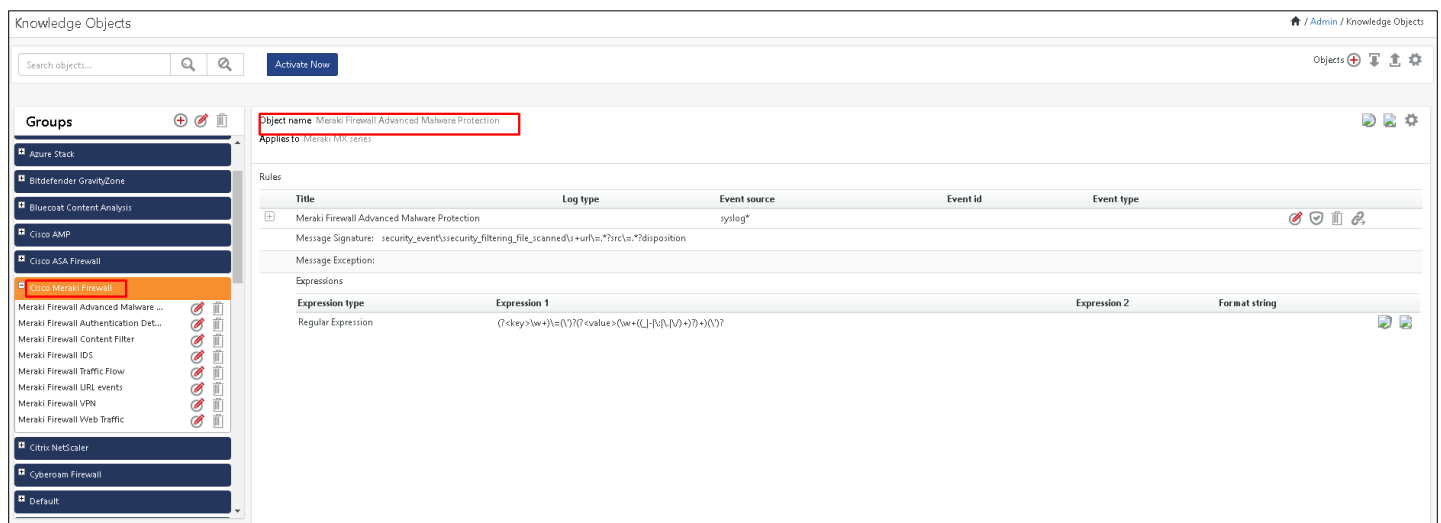 Knowledge Objects
/ Admin / Knowledge Objects
Search objects...
Activate Now
Objects
Groups
Azure Stack
Bitdefender GravityZone
Bluecoat Content Analysis
Cisco AMP
Cisco ASA Firewall
Cisco Meraki Firewall
Meraki Firewall Advanced Malware ...
Meraki Firewall Authentication Det...
Meraki Firewall Content Filter
Meraki Firewall IDS
Meraki Firewall Traffic Flow
Meraki Firewall URL events
Meraki Firewall VPN
Meraki Firewall Web Traffic
Citrix NetScaler
Cyberoam Firewall
Default
Object name Meraki Firewall Advanced Malware Protection
Applies to Meraki MX series
Rules
Title Log type Event source Event id Event type
Meraki Firewall Advanced Malware Protection syslog*
Message Signature: security_event\ssecurity_filtering_file_scanned\s+url\=.*?src\=.*?disposition
Message Exception:
Expressions
Expression type Expression 1 Expression 2 Format string
Regular Expression (?<key>\w+)\=(\')?(?<value>(\w+((_|-|\:|\.|\/)+)?)+)(\')?